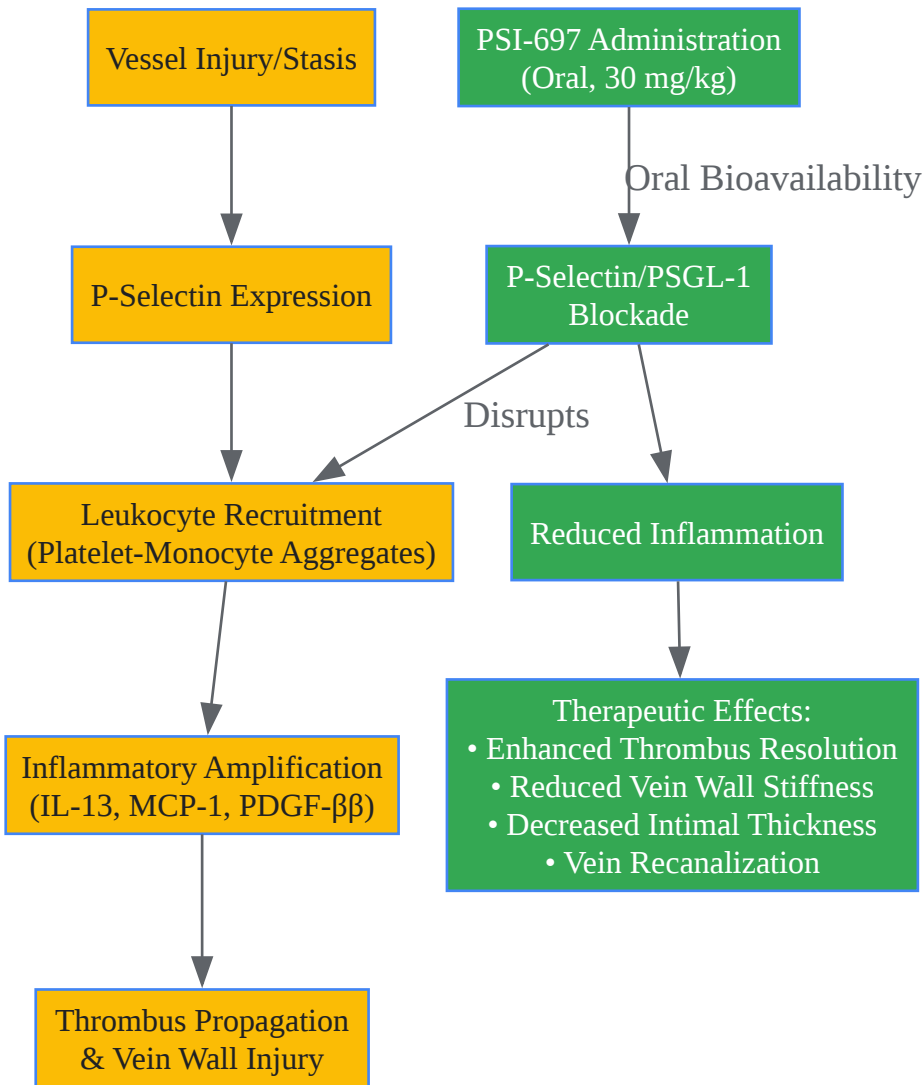 Vessel Injury/Stasis
PSI-697 Administration
(Oral, 30 mg/kg)
Oral Bioavailability
P-Selectin Expression
P-Selectin/PSGL-1
Blockade
Disrupts
Leukocyte Recruitment
(Platelet-Monocyte Aggregates)
Reduced Inflammation
Inflammatory Amplification
(IL-13, MCP-1, PDGF-ββ)
Therapeutic Effects:
• Enhanced Thrombus Resolution
• Reduced Vein Wall Stiffness
• Decreased Intimal Thickness
• Vein Recanalization
Thrombus Propagation
& Vein Wall Injury